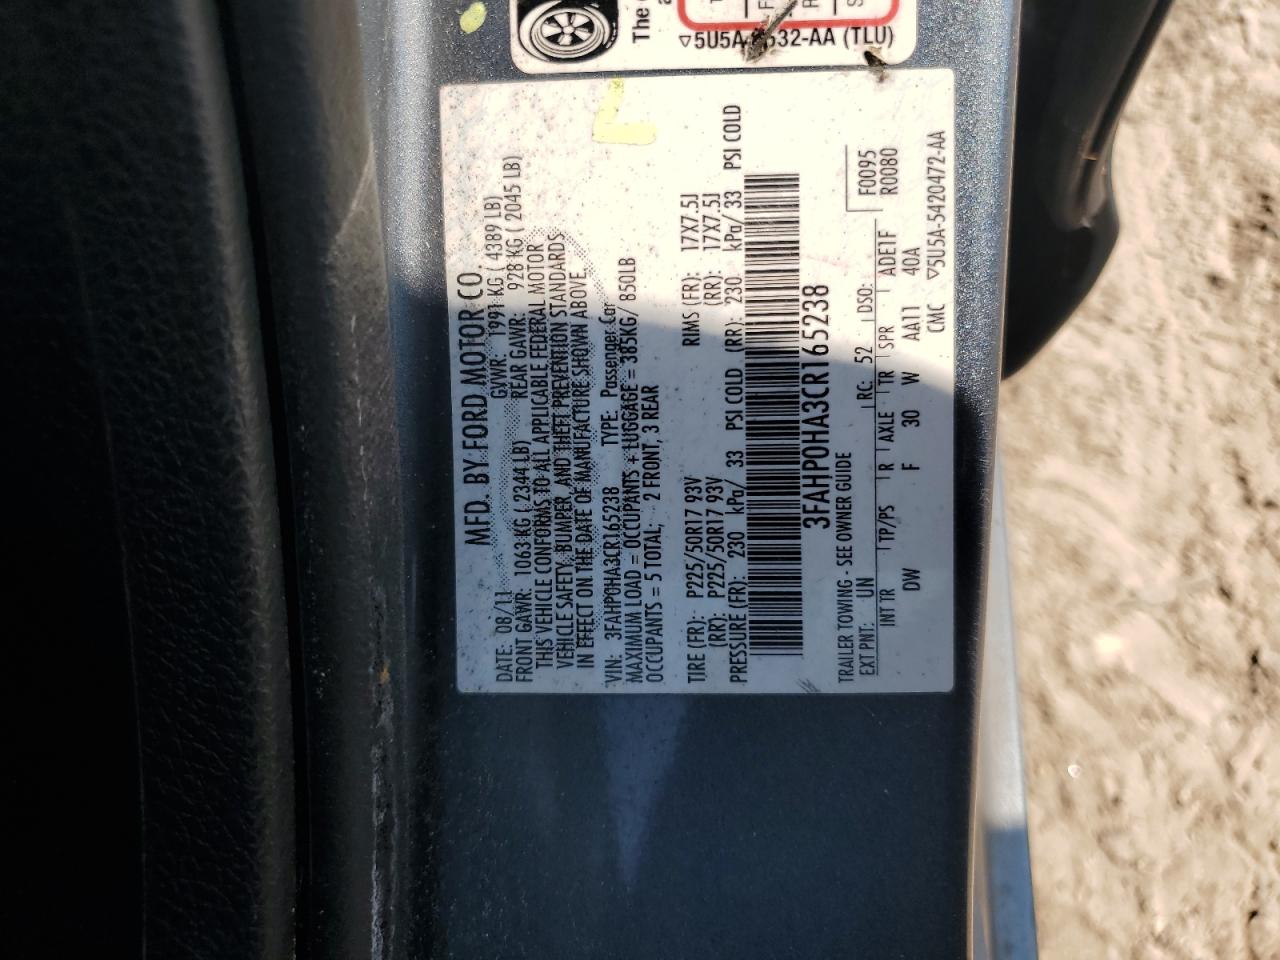 The
5U5A- 532-AA (TLU)
MFD. BY FORD MOTOR CO.
DATE: 08/11 GVWR: 1991 KG ( 4389 LB)
FRONT GAWR: 1063 KG ( 2344 LB) REAR GAWR: 928 KG ( 2045 LB)
THIS VEHICLE CONFORMS TO ALL APPLICABLE FEDERAL MOTOR
VEHICLE SAFETY, BUMPER, AND THEFT PREVENTION STANDARDS
IN EFFECT ON THE DATE OF MANUFACTURE SHOWN ABOVE
VIN: 3FAHP0HA3CR165238 TYPE: Passenger Car
MAXIMUM LOAD = OCCUPANTS + LUGGAGE = 385KG/ 850LB
OCCUPANTS = 5 TOTAL, 2 FRONT, 3 REAR
TIRE (FR): P225/50R17 93V RIMS (FR): 17X7.5J
(RR): P225/50R17 93V (RR): 17X7.5J
PRESSURE (FR): 230 kPa/ 33 PSI COLD (RR): 230 kPa/ 33 PSI COLD
3FAHP0HA3CR165238
TRAILER TOWING - SEE OWNER GUIDE F0095
EXT PNT: UN RC: 52 DSO: R0080
INT TR TP/PS R AXLE TR SPR ADE1F
DW F 30 W AA11 40A
CMC ▽5U5A-5420472-AA